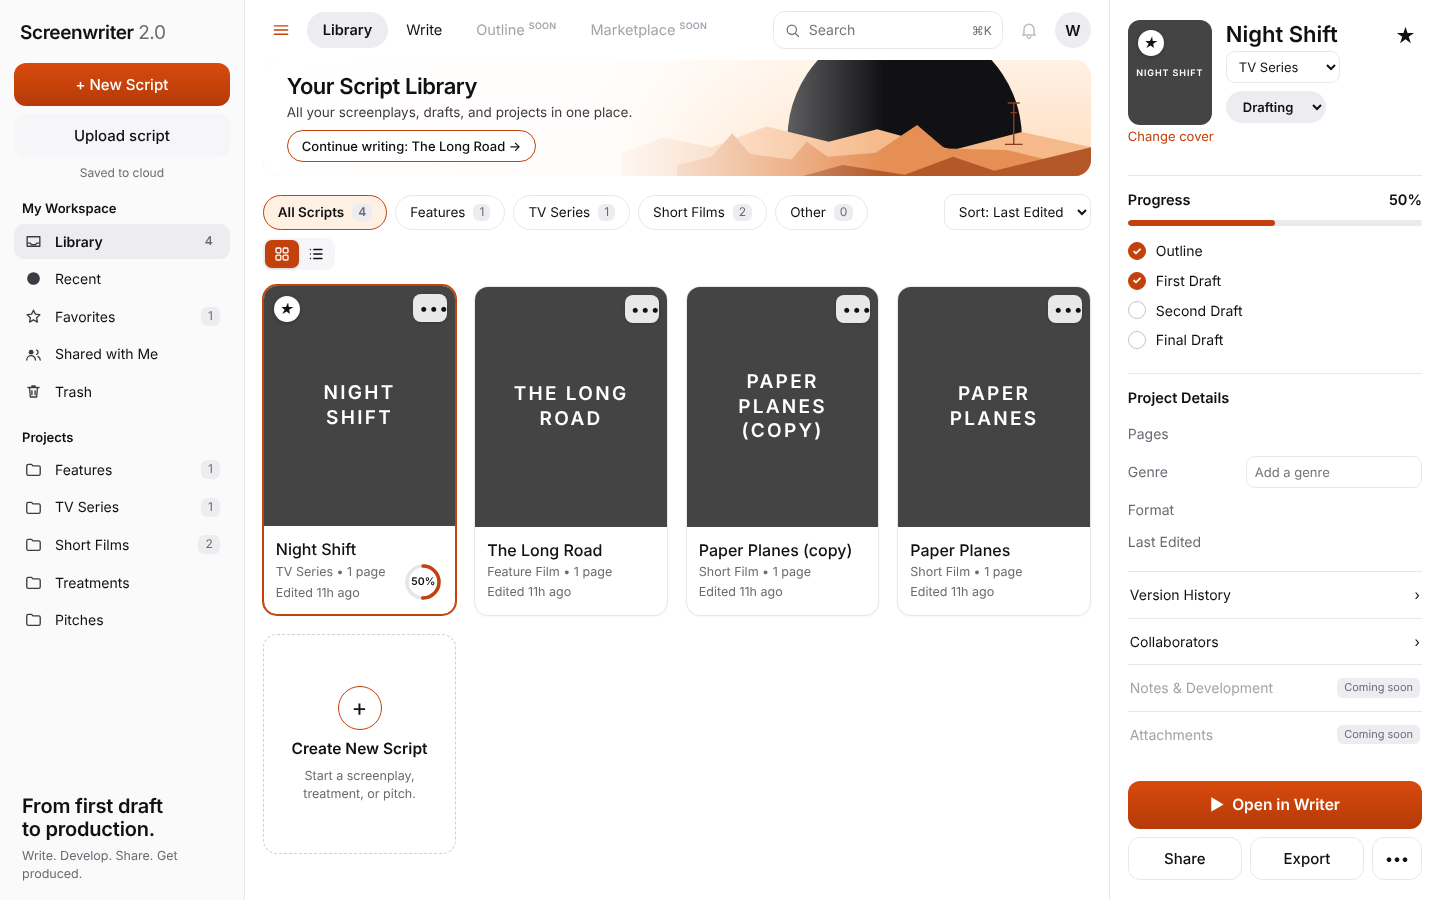 Screenwriter 2.0
+ New Script
Upload script
Saved to cloud
My Workspace
Library 4
Recent
Favorites 1
Shared with Me
Trash
Projects
Features 1
TV Series 1
Short Films 2
Treatments
Pitches
From first draft
to production.
Write. Develop. Share. Get
produced.
Library Write Outline SOON Marketplace SOON
Search ⌘K
W
Your Script Library
All your screenplays, drafts, and projects in one place.
Continue writing: The Long Road →
All Scripts 4 Features 1 TV Series 1 Short Films 2 Other 0
Sort: Last Edited
NIGHT
SHIFT
Night Shift
TV Series • 1 page
Edited 11h ago
50%
THE LONG
ROAD
The Long Road
Feature Film • 1 page
Edited 11h ago
PAPER
PLANES
(COPY)
Paper Planes (copy)
Short Film • 1 page
Edited 11h ago
PAPER
PLANES
Paper Planes
Short Film • 1 page
Edited 11h ago
+
Create New Script
Start a screenplay,
treatment, or pitch.
NIGHT SHIFT
Change cover
Night Shift
TV Series
Drafting
Progress 50%
Outline
First Draft
Second Draft
Final Draft
Project Details
Pages
Genre Add a genre
Format
Last Edited
Version History ›
Collaborators ›
Notes & Development Coming soon
Attachments Coming soon
▶ Open in Writer
Share Export •••